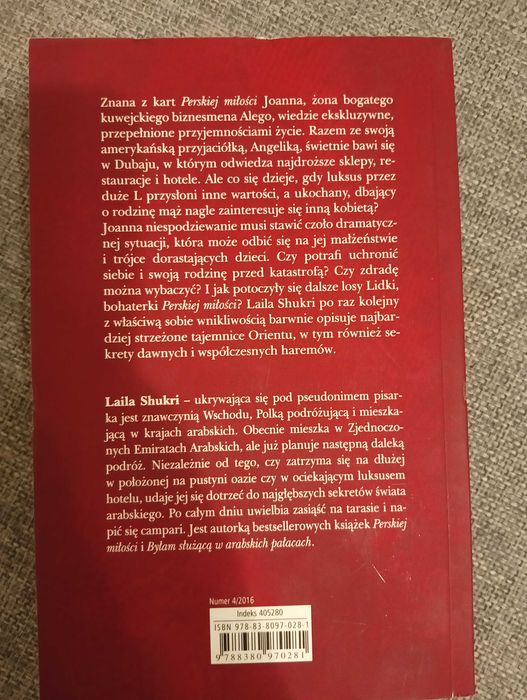 Znana z kart Perskiej miłości Joanna, żona bogatego
kuwejckiego biznesmena Alego, wiedzie ekskluzywne,
przepełnione przyjemnościami życie. Razem ze swoją
amerykańską przyjaciółką, Angeliką, świetnie bawi się
w Dubaju, w którym odwiedza najdroższe sklepy, re-
stauracje i hotele. Ale co się dzieje, gdy luksus przez
duże L przysłoni inne wartości, a ukochany, dbający
o rodzinę mąż nagle zainteresuje się inną kobietą?
Joanna niespodziewanie musi stawić czoło dramatycz-
nej sytuacji, która może odbić się na jej małżeństwie
i trójce dorastających dzieci. Czy potrafi uchronić
siebie i swoją rodzinę przed katastrofą? Czy zdradę
można wybaczyć? I jak potoczyły się dalsze losy Lidki,
bohaterki Perskiej miłości? Laila Shukri po raz kolejny
z właściwą sobie wnikliwością barwnie opisuje najbar-
dziej strzeżone tajemnice Orientu, w tym również se-
krety dawnych i współczesnych haremów.
Laila Shukri – ukrywająca się pod pseudonimem pisar-
ka jest znawczynią Wschodu, Polką podróżującą i mieszka-
jącą w krajach arabskich. Obecnie mieszka w Zjednoczo-
nych Emiratach Arabskich, ale już planuje następną daleką
podróż. Niezależnie od tego, czy zatrzyma się na dłużej
w położonej na pustyni oazie czy w ociekającym luksusem
hotelu, udaje jej się dotrzeć do najgłębszych sekretów świata
arabskiego. Po całym dniu uwielbia zasiąść na tarasie i na-
pić się campari. Jest autorką bestsellerowych książek Perskiej
miłości i Byłam służącą w arabskich pałacach.
Numer 4/2016
Indeks 405280
ISBN 978-83-8097-028-1
9 788380 970281